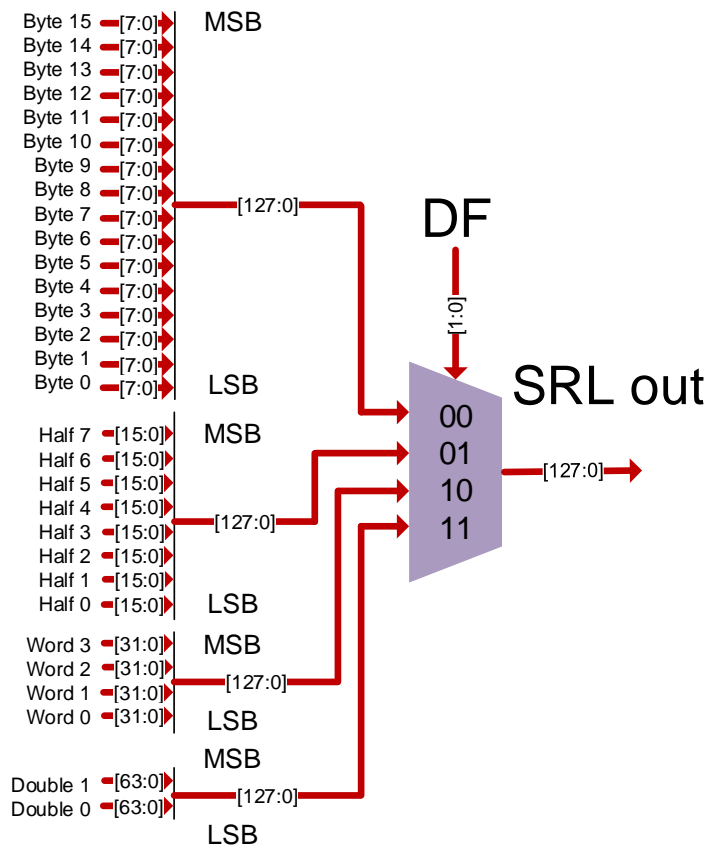 Byte 15 [7:0] MSB
Byte 14 [7:0]
Byte 13 [7:0]
Byte 12 [7:0]
Byte 11 [7:0]
Byte 10 [7:0]
Byte 9 [7:0]
Byte 8 [7:0]
Byte 7 [7:0]
Byte 6 [7:0]
Byte 5 [7:0]
Byte 4 [7:0]
Byte 3 [7:0]
Byte 2 [7:0]
Byte 1 [7:0]
Byte 0 [7:0] LSB
[127:0]
Half 7 [15:0] MSB
Half 6 [15:0]
Half 5 [15:0]
Half 4 [15:0]
Half 3 [15:0]
Half 2 [15:0]
Half 1 [15:0]
Half 0 [15:0] LSB
[127:0]
Word 3 [31:0] MSB
Word 2 [31:0]
Word 1 [31:0]
Word 0 [31:0] LSB
[127:0]
MSB
Double 1 [63:0]
Double 0 [63:0]
LSB
[127:0]
DF
[1:0]
00
01
10
11
SRL out
[127:0]